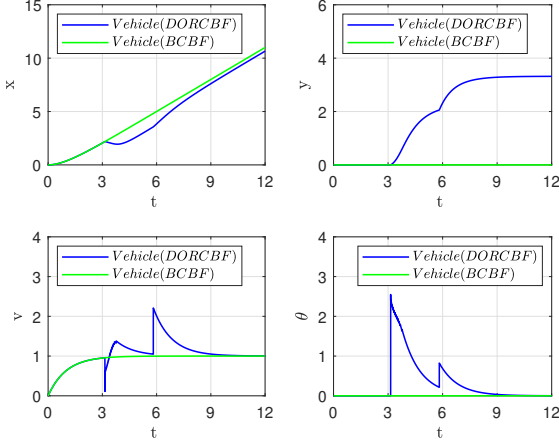 15
Vehicle(DORCBF)
Vehicle(BCBF)
10
x
5
0
0 3 6 9 12
t
6
Vehicle(DORCBF)
Vehicle(BCBF)
4
y
2
0
0 3 6 9 12
t
4
Vehicle(DORCBF)
Vehicle(BCBF)
3
2
v
1
0
0 3 6 9 12
t
4
Vehicle(DORCBF)
Vehicle(BCBF)
3
2
θ
1
0
0 3 6 9 12
t